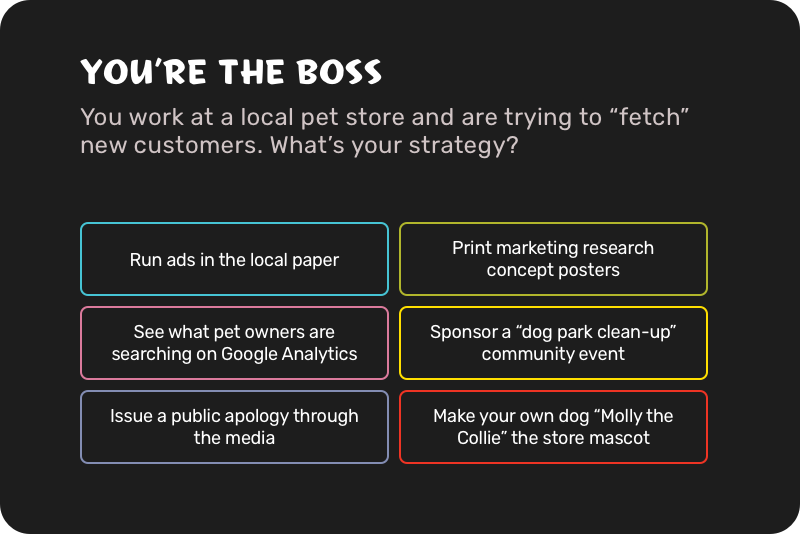 YOU'RE THE BOSS
You work at a local pet store and are trying to “fetch”
new customers. What's your strategy?
Run ads in the local paper
Print marketing research
concept posters
See what pet owners are
searching on Google Analytics
Sponsor a “dog park clean-up”
community event
Issue a public apology through
the media
Make your own dog “Molly the
Collie” the store mascot